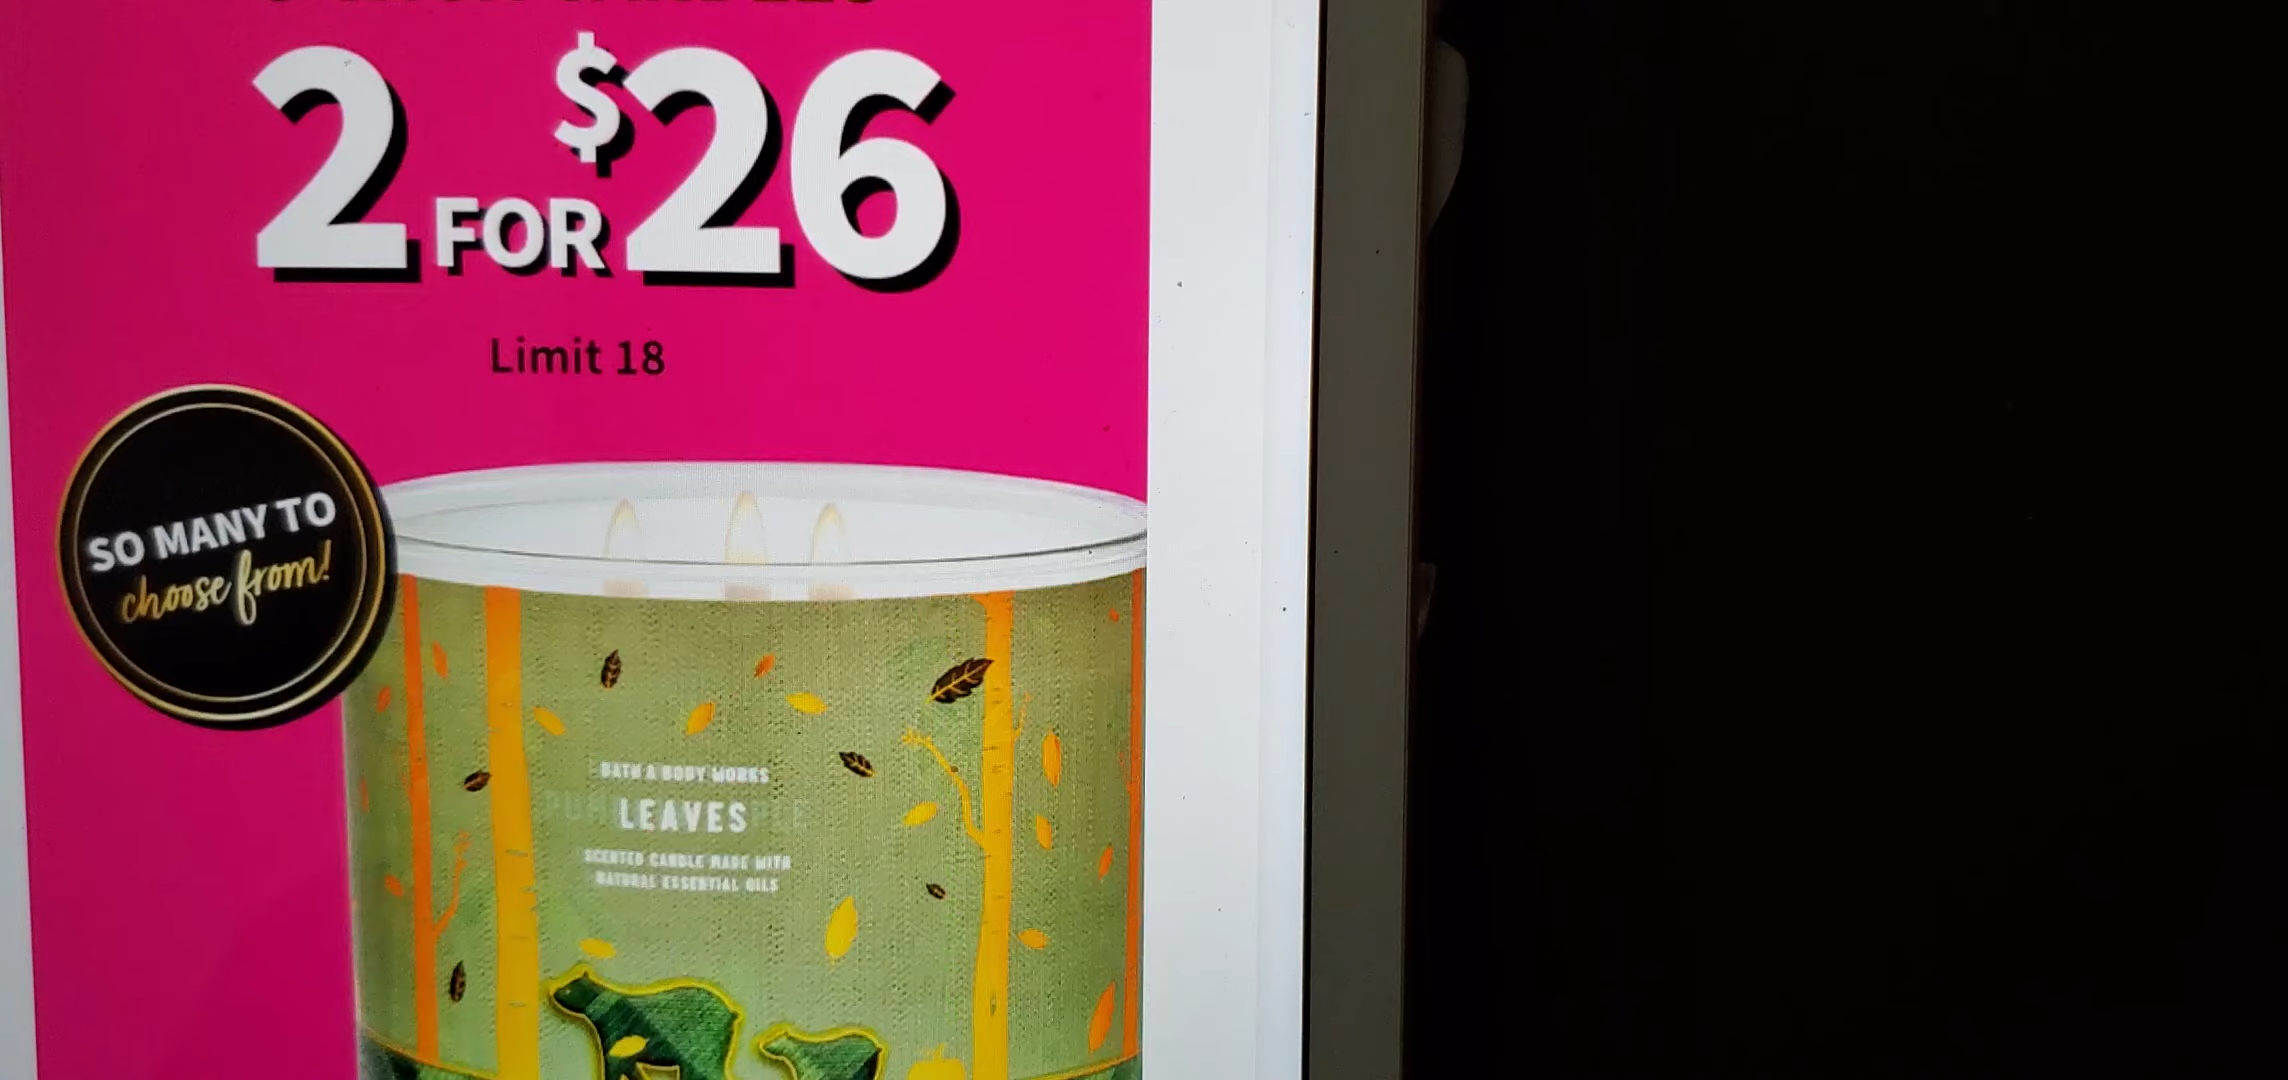 2 FOR $26
Limit 18
SO MANY TO
choose from!
BATH & BODY WORKS
LEAVES
SCENTED CANDLE MADE WITH
NATURAL ESSENTIAL OILS